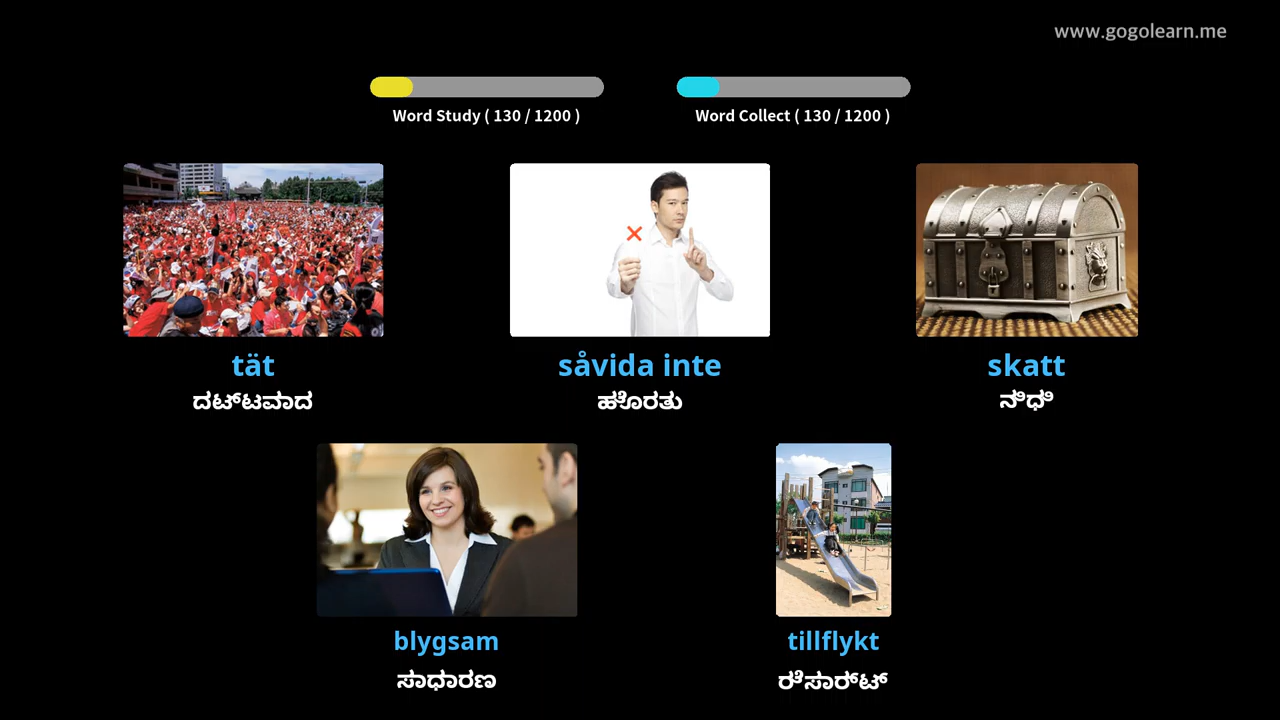 www.gogolearn.me
Word Study ( 130 / 1200 )
Word Collect ( 130 / 1200 )
tät
ದಟ್ಟವಾದ
såvida inte
ಹೊರತು
skatt
ನಿಧಿ
blygsam
ಸಾಧಾರಣ
tillflykt
ರೆಸಾರ್ಟ್